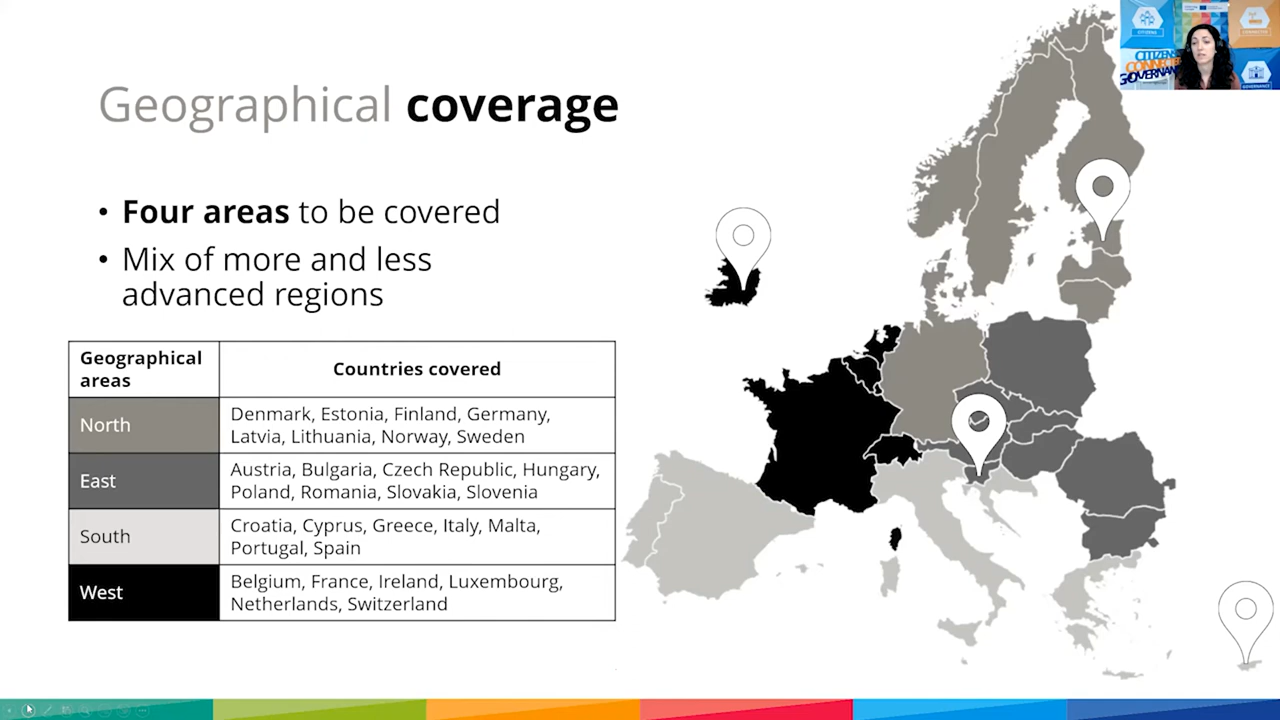 Geographical coverage
• Four areas to be covered
• Mix of more and less
advanced regions
Geographical
areas
Countries covered
North
Denmark, Estonia, Finland, Germany,
Latvia, Lithuania, Norway, Sweden
East
Austria, Bulgaria, Czech Republic, Hungary,
Poland, Romania, Slovakia, Slovenia
South
Croatia, Cyprus, Greece, Italy, Malta,
Portugal, Spain
West
Belgium, France, Ireland, Luxembourg,
Netherlands, Switzerland
CITIZENS